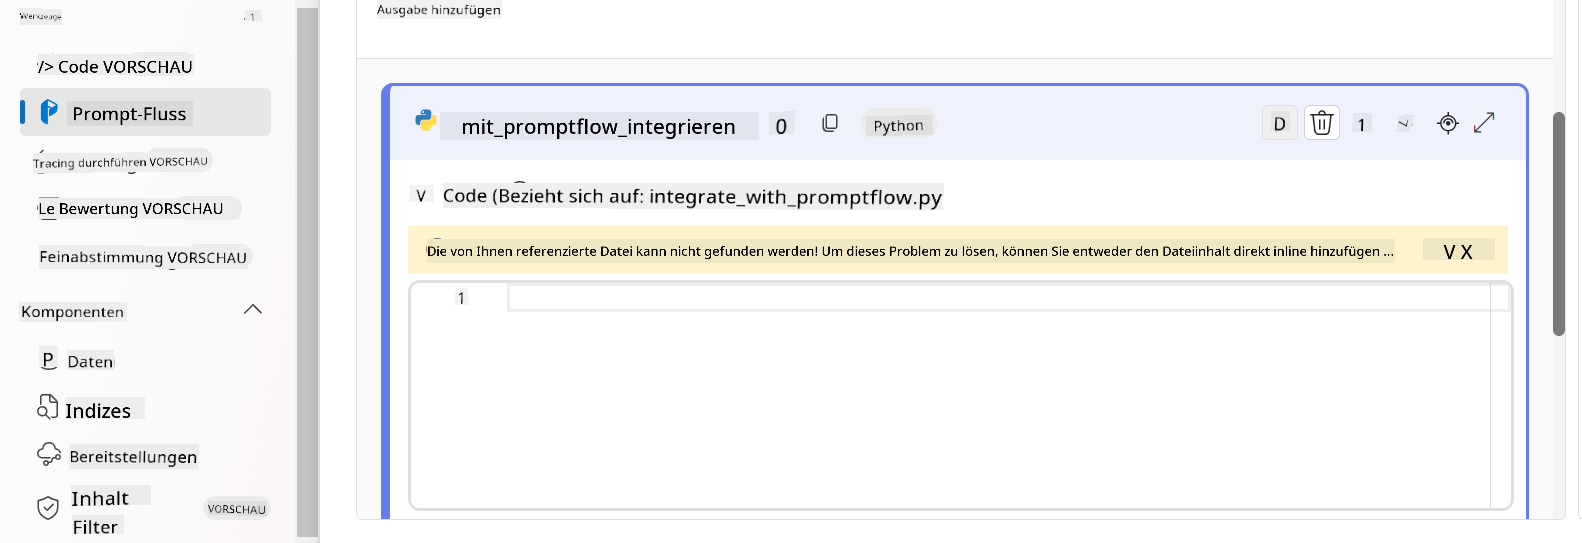 Werkzeuge
1
/> Code VORSCHAU
Prompt-Fluss
Tracing durchführen VORSCHAU
Le Bewertung VORSCHAU
Feinabstimmung VORSCHAU
Komponenten
P Daten
Indizes
Bereitstellungen
Inhalt
Filter
VORSCHAU
Ausgabe hinzufügen
mit_promptflow_integrieren 0 Python D 1
V Code (Bezieht sich auf: integrate_with_promptflow.py
Die von Ihnen referenzierte Datei kann nicht gefunden werden! Um dieses Problem zu lösen, können Sie entweder den Dateiinhalt direkt inline hinzufügen ... V X
1